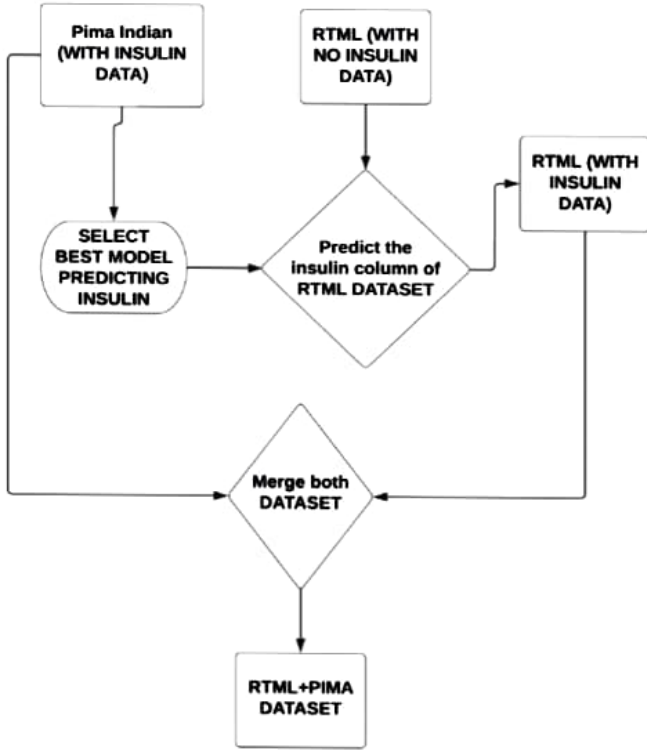 Pima Indian
(WITH INSULIN
DATA)
RTML (WITH
NO INSULIN
DATA)
RTML (WITH
INSULIN
DATA)
SELECT
BEST MODEL
PREDICTING
INSULIN
Predict the
insulin column of
RTML DATASET
Merge both
DATASET
RTML+PIMA
DATASET